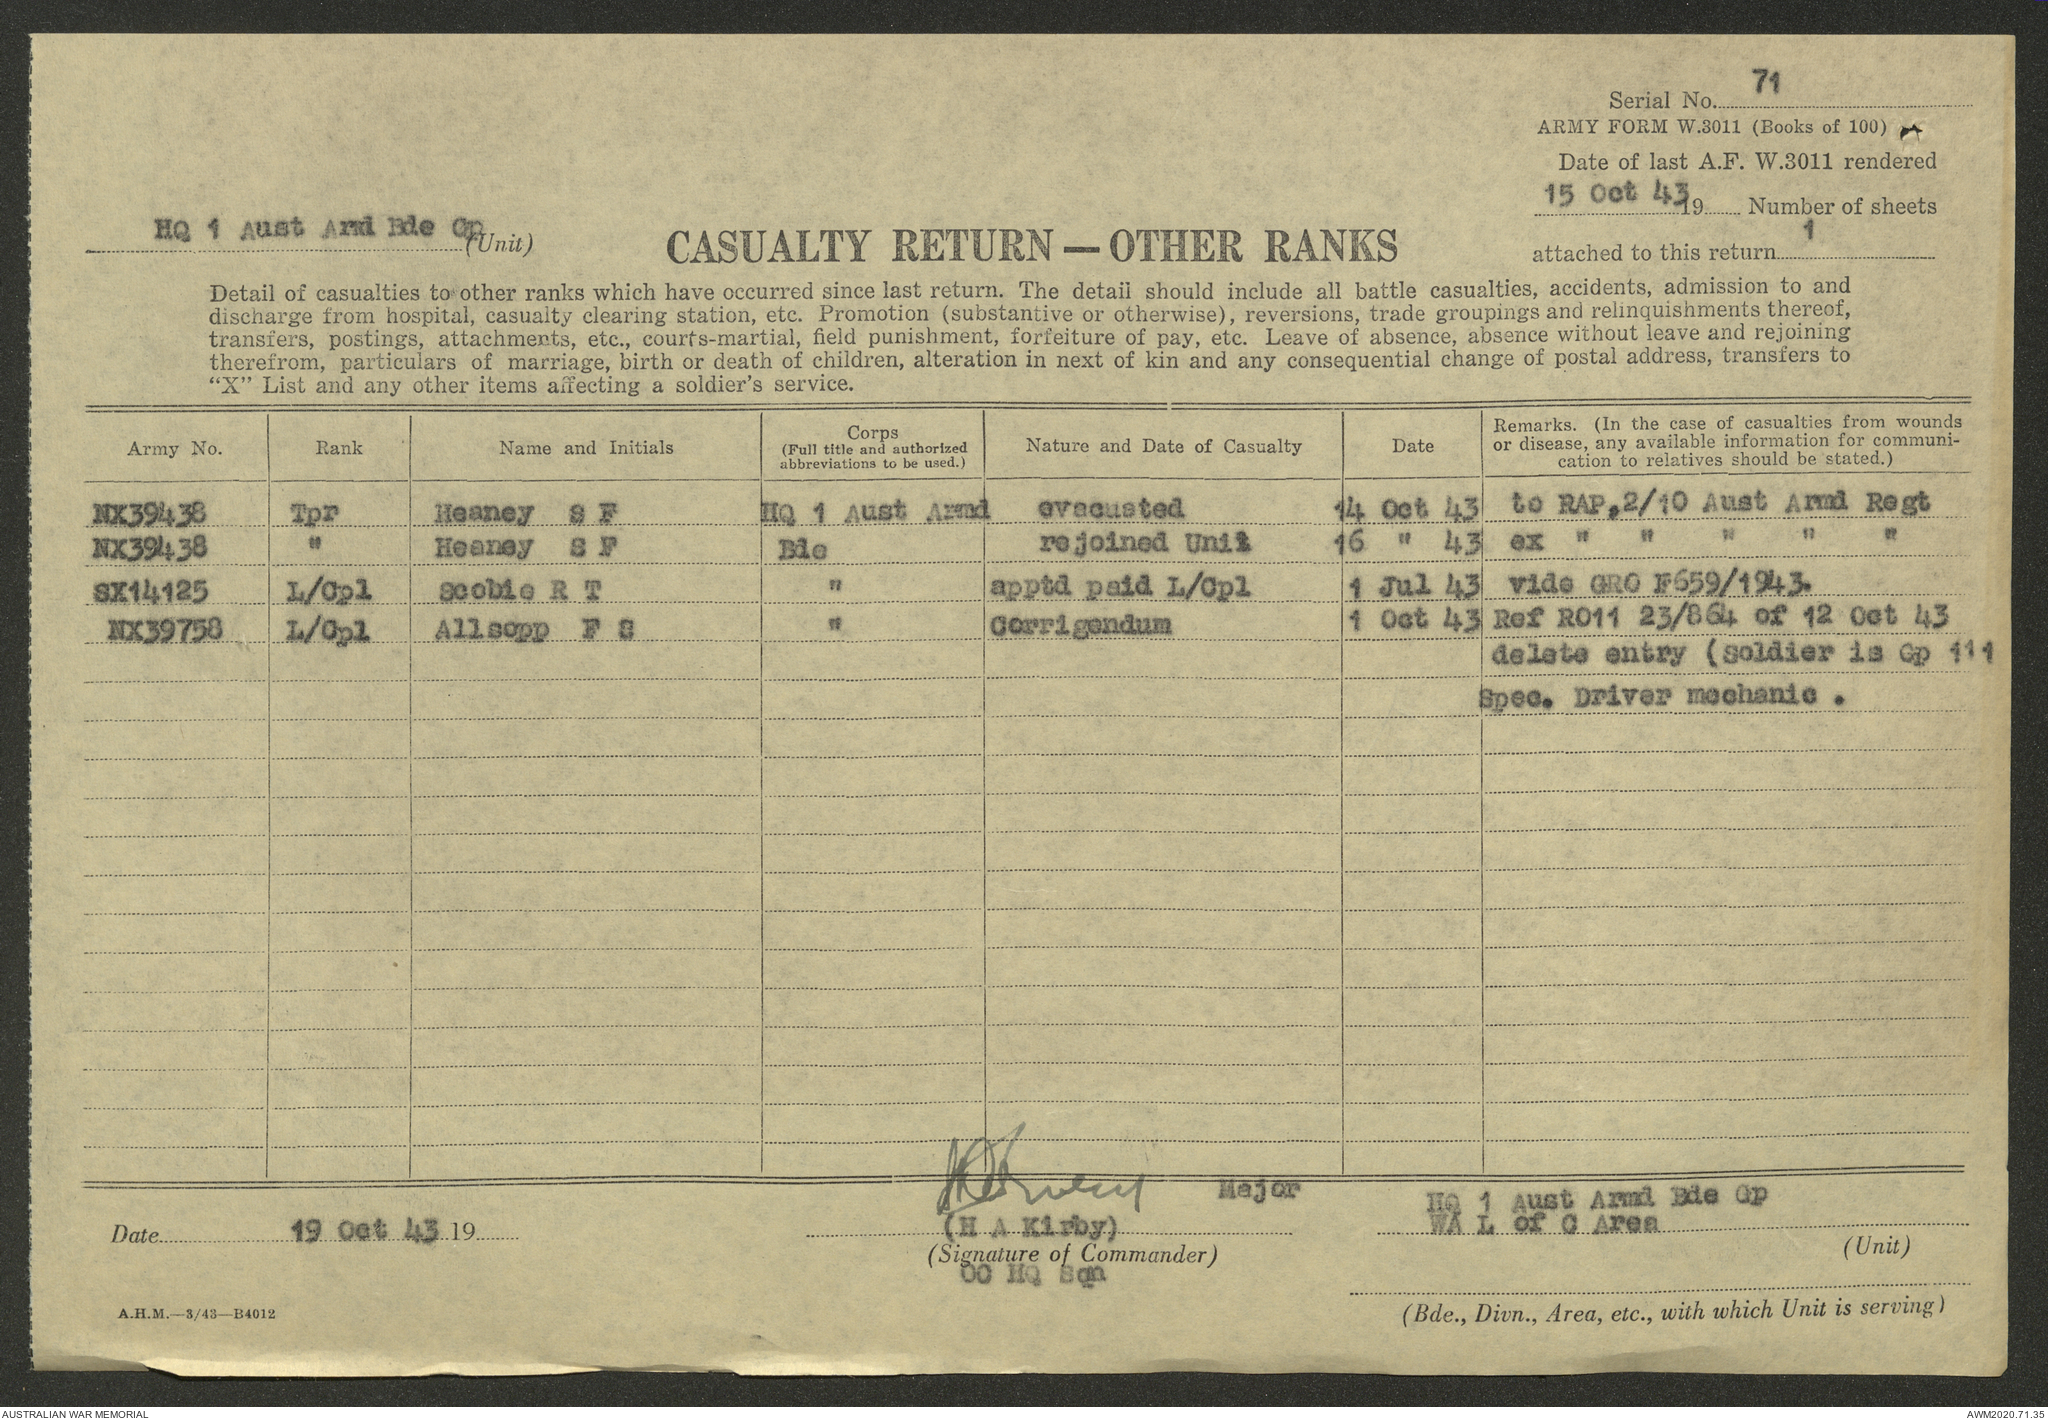 Serial No. 71
ARMY FORM W.3011 (Books of 100)
Date of last A.F. W.3011 rendered
15 Oct 43 19 Number of sheets
attached to this return 1
HQ 1 Aust Armd Bde Gp (Unit)
CASUALTY RETURN — OTHER RANKS
Detail of casualties to other ranks which have occurred since last return. The detail should include all battle casualties, accidents, admission to and
discharge from hospital, casualty clearing station, etc. Promotion (substantive or otherwise), reversions, trade groupings and relinquishments thereof,
transfers, postings, attachments, etc., courts-martial, field punishment, forfeiture of pay, etc. Leave of absence, absence without leave and rejoining
therefrom, particulars of marriage, birth or death of children, alteration in next of kin and any consequential change of postal address, transfers to
"X" List and any other items affecting a soldier's service.
Army No. Rank Name and Initials Corps (Full title and authorized abbreviations to be used.) Nature and Date of Casualty Date Remarks. (In the case of casualties from wounds or disease, any available information for communi-cation to relatives should be stated.)
NX39438 Tpr Heaney S F HQ 1 Aust Armd evacuated 14 Oct 43 to RAP, 2/10 Aust Armd Regt
NX39438 " Heaney S F Bde rejoined Unit 16 " 43 ex " " " " "
SX14125 L/Cpl Scobie R T " apptd paid L/Cpl 1 Jul 43 vide GRO F659/1943.
NX39758 L/Cpl Allsopp F S " Corrigendum 1 Oct 43 Ref RO11 23/864 of 12 Oct 43
delete entry (soldier is Gp 111
Spec. Driver mechanic .
Major
Date 19 Oct 43 19
(H A Kirby)
(Signature of Commander)
OC HQ Sqn
HQ 1 Aust Armd Bde Gp
WA L of C Area
(Unit)
(Bde., Divn., Area, etc., with which Unit is serving)
A.H.M.—3/43—B4012
AUSTRALIAN WAR MEMORIAL
AWM2020.71.35